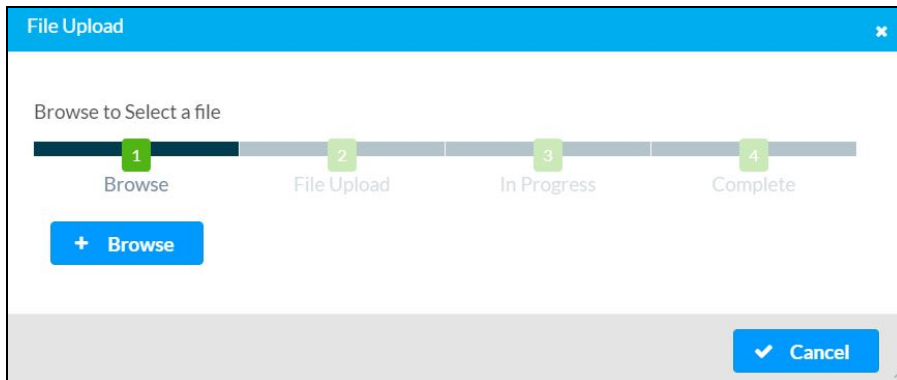 File Upload
Browse to Select a file
1 2 3 4
Browse File Upload In Progress Complete
+ Browse
Cancel